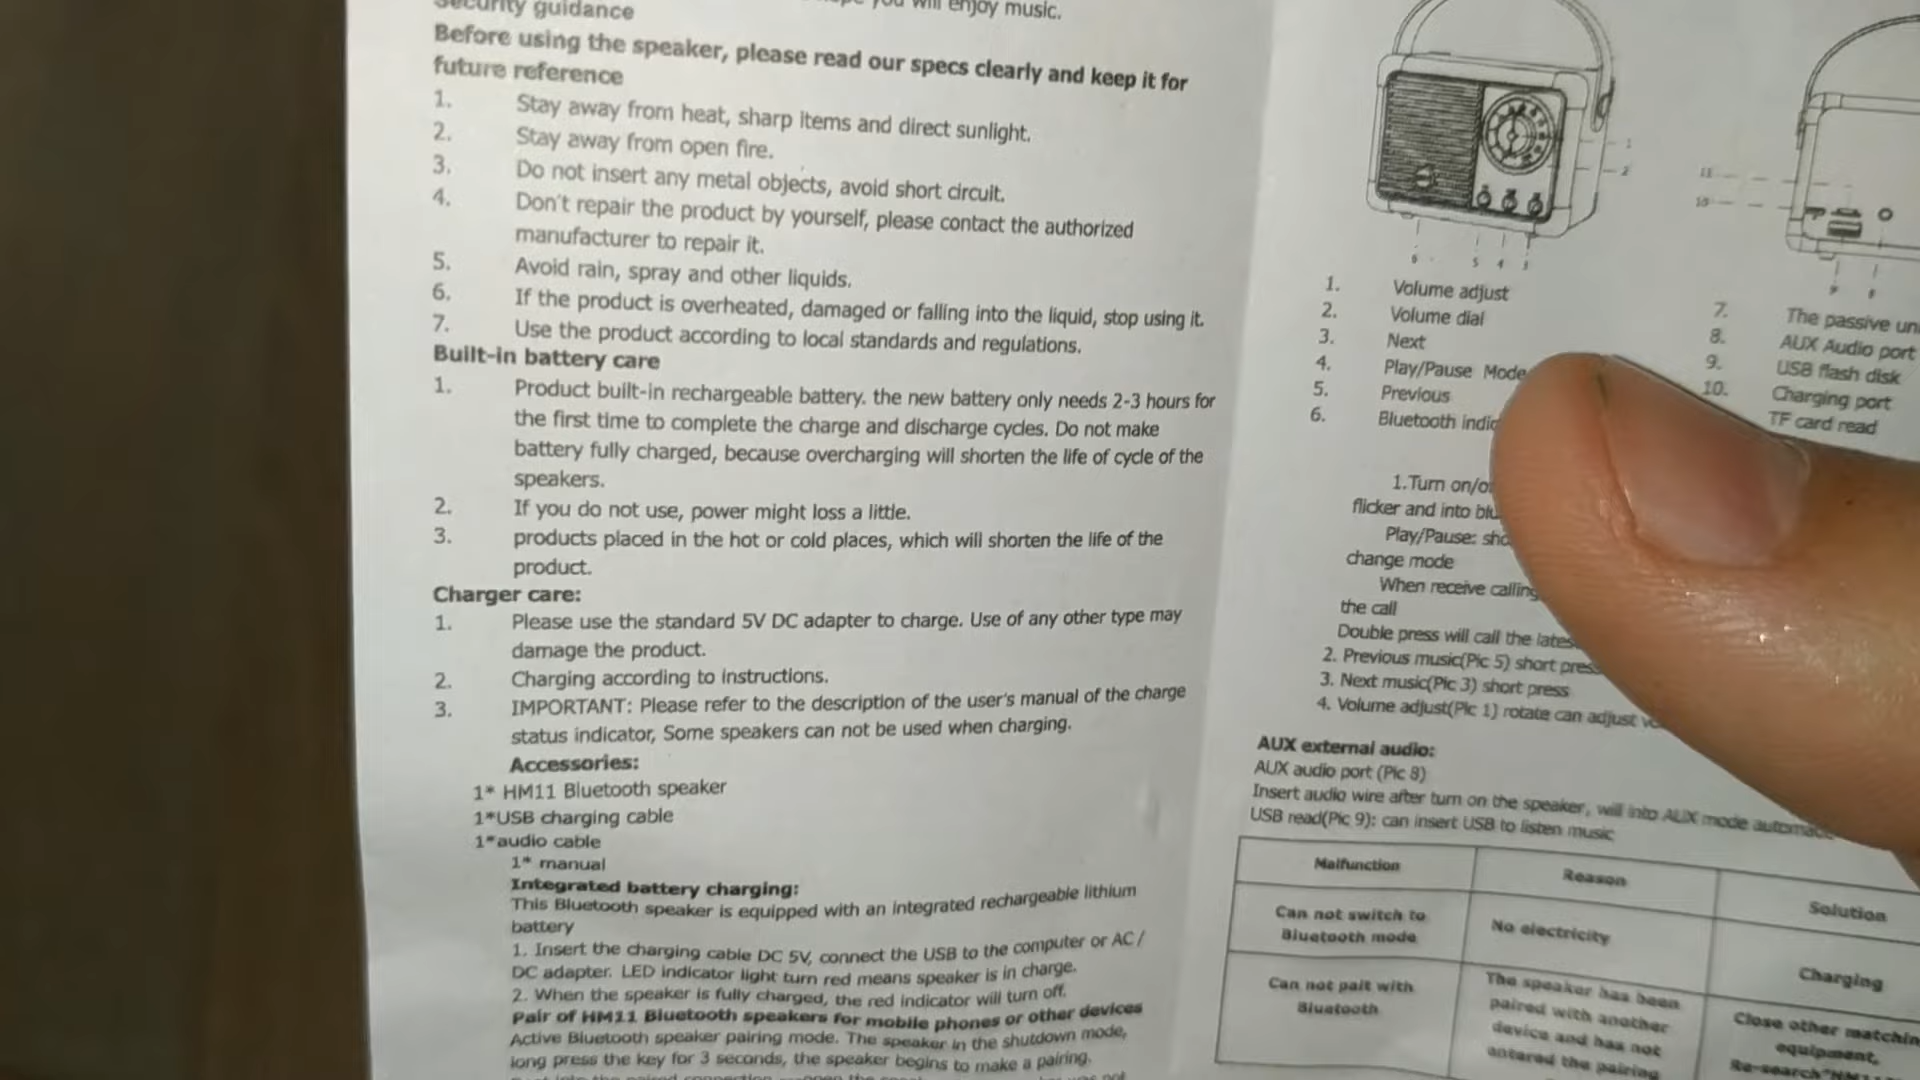 Security guidance
you will enjoy music.
Before using the speaker, please read our specs clearly and keep it for
future reference
1. Stay away from heat, sharp items and direct sunlight.
2. Stay away from open fire.
3. Do not insert any metal objects, avoid short circuit.
4. Don't repair the product by yourself, please contact the authorized
manufacturer to repair it.
5. Avoid rain, spray and other liquids.
6. If the product is overheated, damaged or falling into the liquid, stop using it.
7. Use the product according to local standards and regulations.
Built-in battery care
1. Product built-in rechargeable battery. the new battery only needs 2-3 hours for
the first time to complete the charge and discharge cycles. Do not make
battery fully charged, because overcharging will shorten the life of cycle of the
speakers.
2. If you do not use, power might loss a little.
3. products placed in the hot or cold places, which will shorten the life of the
product.
Charger care:
1. Please use the standard 5V DC adapter to charge. Use of any other type may
damage the product.
2. Charging according to instructions.
3. IMPORTANT: Please refer to the description of the user's manual of the charge
status indicator, Some speakers can not be used when charging.
Accessories:
1* HM11 Bluetooth speaker
1*USB charging cable
1*audio cable
1* manual
Integrated battery charging:
This Bluetooth speaker is equipped with an integrated rechargeable lithium
battery
1. Insert the charging cable DC 5V, connect the USB to the computer or AC /
DC adapter. LED indicator light turn red means speaker is in charge.
2. When the speaker is fully charged, the red indicator will turn off.
Pair of HM11 Bluetooth speakers for mobile phones or other devices
Active Bluetooth speaker pairing mode. The speaker in the shutdown mode,
long press the key for 3 seconds, the speaker begins to make a pairing.
1
2
6 5 4 3
11
10
9 8
1. Volume adjust
2. Volume dial
3. Next
4. Play/Pause Mode
5. Previous
6. Bluetooth indic
7. The passive un
8. AUX Audio port
9. USB flash disk
10. Charging port
TF card read
1.Turn on/o
flicker and into blu
Play/Pause: sho
change mode
When receive calling
the call
Double press will call the lates
2. Previous music(Pic 5) short press
3. Next music(Pic 3) short press
4. Volume adjust(Pic 1) rotate can adjust vo
AUX external audio:
AUX audio port (Pic 8)
Insert audio wire after turn on the speaker, will into AUX mode automa
USB read(Pic 9): can insert USB to listen music
Malfunction Reason Solution
Can not switch to
Bluetooth mode
No electricity
Charging
Can not pait with
Bluetooth
The speaker has been
paired with another
device and has not
entered the pairing
Close other matchin
equipment,
Re-search"HM11